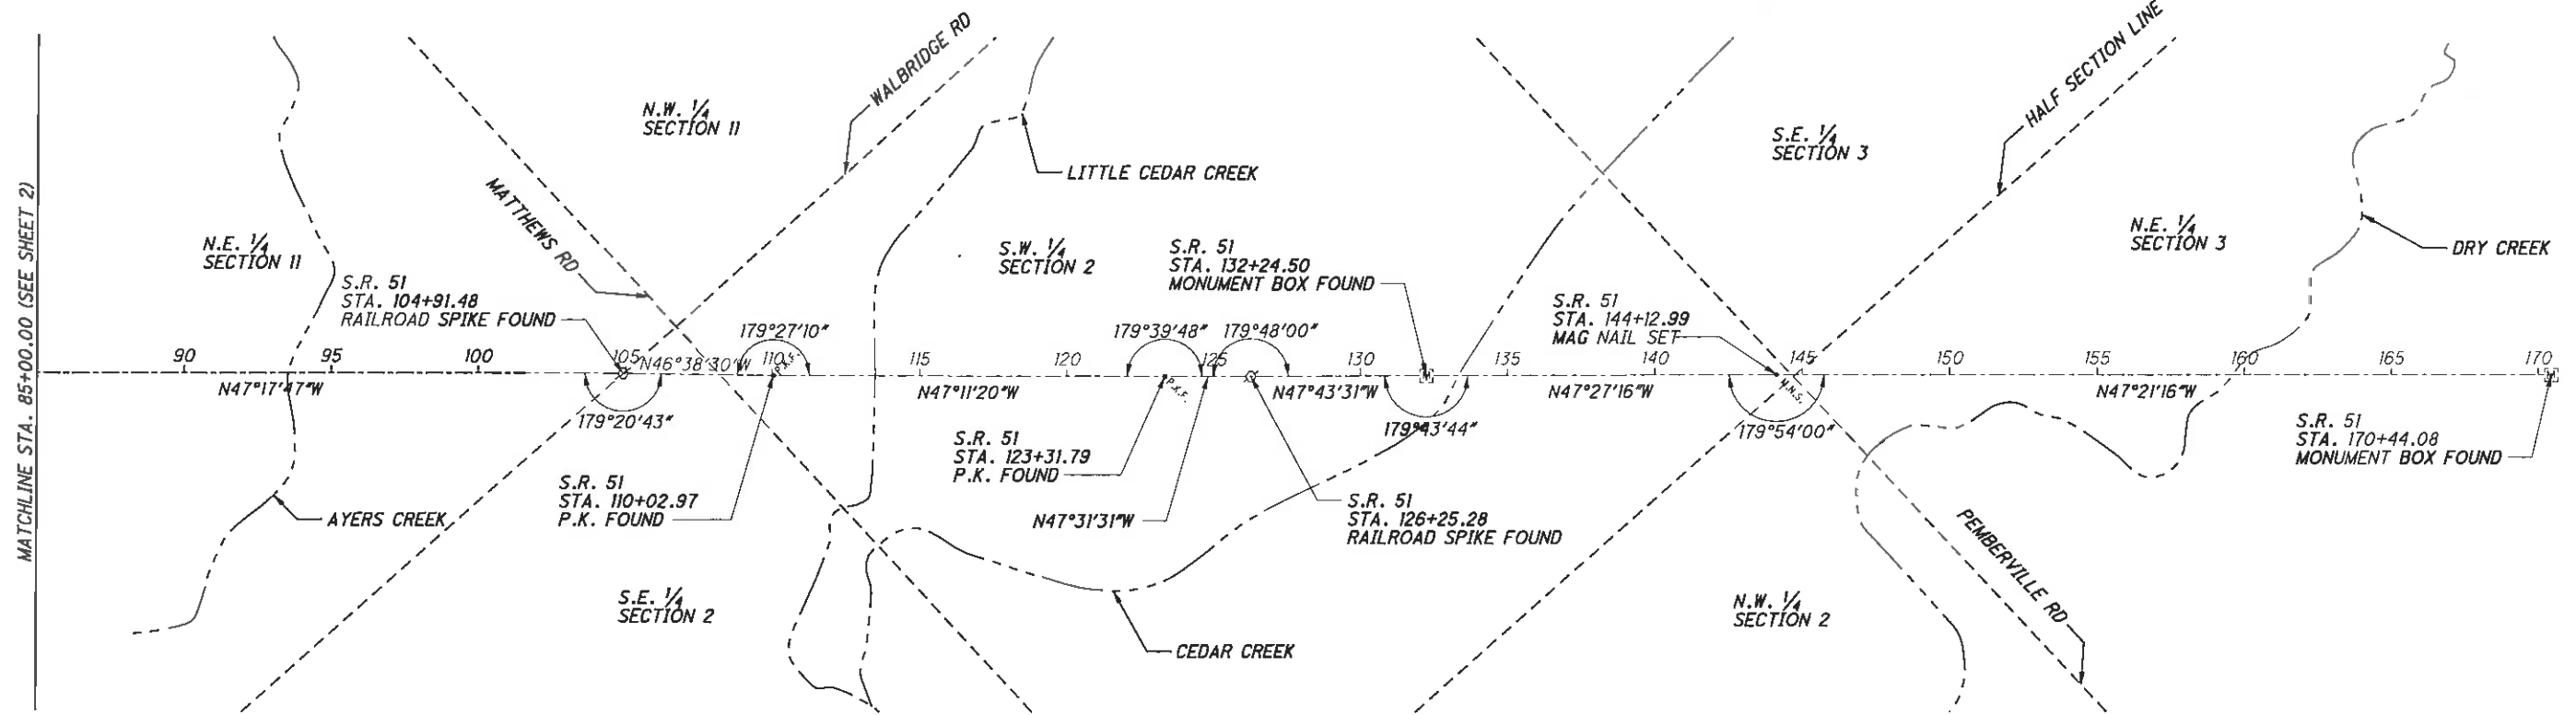 MATCHLINE STA. 85+00.00 (SEE SHEET 2)
WALBRIDGE RD
HALF SECTION LINE
N.W. 1/4
SECTION 11
S.E. 1/4
SECTION 3
LITTLE CEDAR CREEK
MATTHEWS RD
N.E. 1/4
SECTION 11
S.W. 1/4
SECTION 2
N.E. 1/4
SECTION 3
DRY CREEK
S.R. 51
STA. 104+91.48
RAILROAD SPIKE FOUND
S.R. 51
STA. 132+24.50
MONUMENT BOX FOUND
S.R. 51
STA. 144+12.99
MAG NAIL SET
179°27'10"
179°39'48"
179°48'00"
90
95
100
105
110
115
120
125
130
135
140
145
150
155
160
165
170
N47°17'47"W
N46°38'30"W
P.K.F.
N47°11'20"W
P.K.F.
N47°43'31"W
M
N47°27'16"W
M.N.S.
N47°21'16"W
M
179°20'43"
179°43'44"
179°54'00"
S.R. 51
STA. 110+02.97
P.K. FOUND
S.R. 51
STA. 123+31.79
P.K. FOUND
N47°31'31"W
S.R. 51
STA. 126+25.28
RAILROAD SPIKE FOUND
S.R. 51
STA. 170+44.08
MONUMENT BOX FOUND
AYERS CREEK
PEMBERVILLE RD
S.E. 1/4
SECTION 2
N.W. 1/4
SECTION 2
CEDAR CREEK